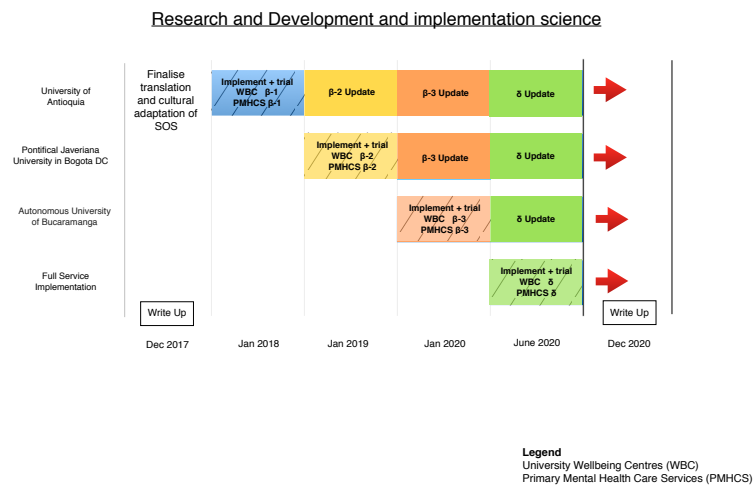 Research and Development and implementation science
University of
Antioquia
Finalise
translation
and cultural
adaptation of
SOS
Implement + trial
WBC β-1
PMHCS β-1
β-2 Update
β-3 Update
δ Update
Pontifical Javeriana
University in Bogota DC
Implement + trial
WBC β-2
PMHCS β-2
β-3 Update
δ Update
Autonomous University
of Bucaramanga
Implement + trial
WBC β-3
PMHCS β-3
δ Update
Full Service
Implementation
Implement + trial
WBC δ
PMHCS δ
Write Up
Write Up
Dec 2017
Jan 2018
Jan 2019
Jan 2020
June 2020
Dec 2020
Legend
University Wellbeing Centres (WBC)
Primary Mental Health Care Services (PMHCS)